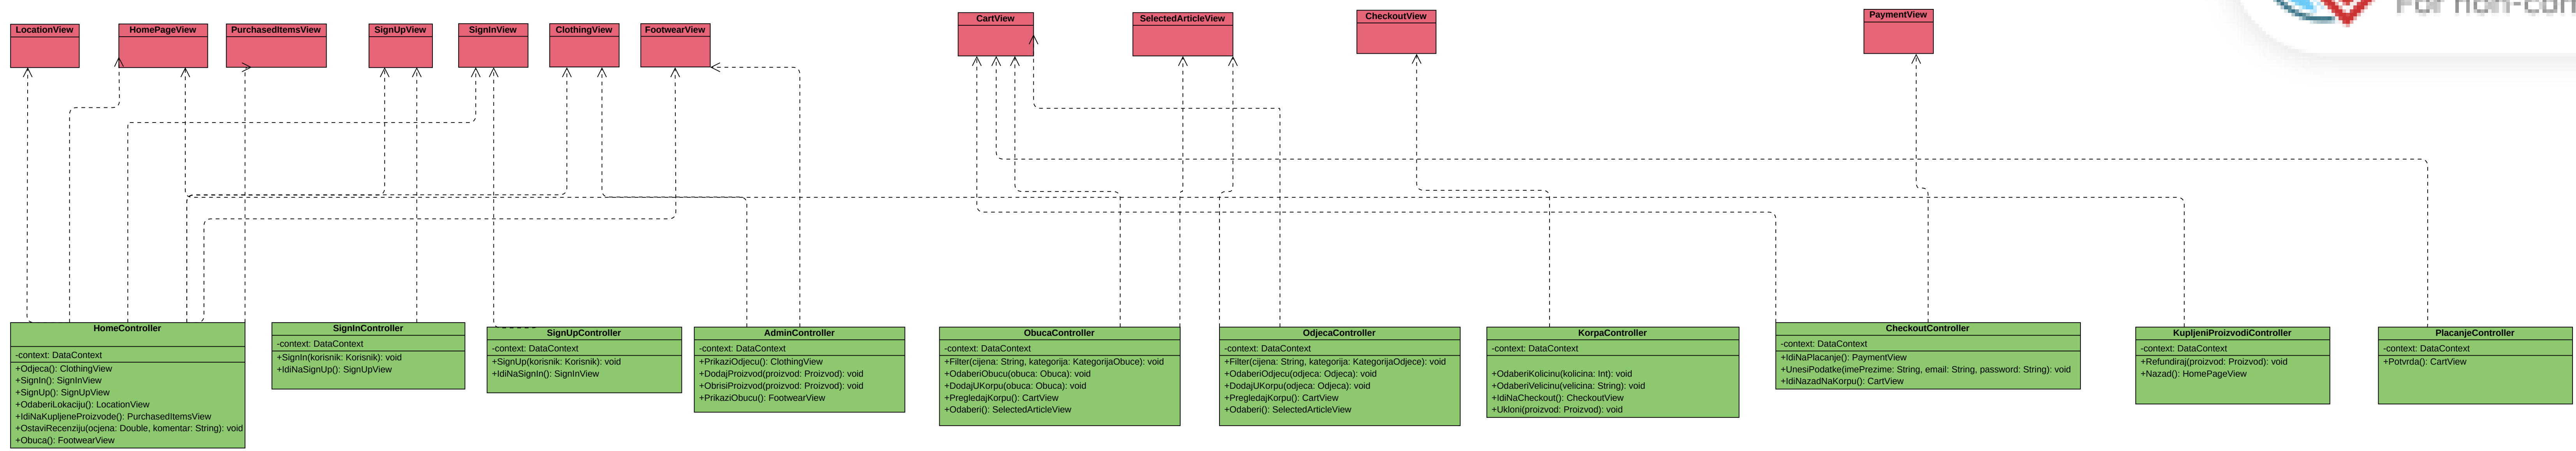 LocationView
HomePageView
PurchasedItemsView
SignUpView
SignInView
ClothingView
FootwearView
CartView
SelectedArticleView
CheckoutView
PaymentView
For non-com
HomeController
-context: DataContext
+Odjeca(): ClothingView
+SignIn(): SignInView
+SignUp(): SignUpView
+OdaberiLokaciju(): LocationView
+IdiNaKupljeneProizvode(): PurchasedItemsView
+OstaviRecenziju(ocjena: Double, komentar: String): void
+Obuca(): FootwearView
SignInController
-context: DataContext
+SignIn(korisnik: Korisnik): void
+IdiNaSignUp(): SignUpView
SignUpController
-context: DataContext
+SignUp(korisnik: Korisnik): void
+IdiNaSignIn(): SignInView
AdminController
-context: DataContext
+PrikaziOdjecu(): ClothingView
+DodajProizvod(proizvod: Proizvod): void
+ObrisiProizvod(proizvod: Proizvod): void
+PrikaziObucu(): FootwearView
ObucaController
-context: DataContext
+Filter(cijena: String, kategorija: KategorijaObuce): void
+OdaberiObucu(obuca: Obuca): void
+DodajUKorpu(obuca: Obuca): void
+PregledajKorpu(): CartView
+Odaberi(): SelectedArticleView
OdjecaController
-context: DataContext
+Filter(cijena: String, kategorija: KategorijaOdjece): void
+OdaberiOdjecu(odjeca: Odjeca): void
+DodajUKorpu(odjeca: Odjeca): void
+PregledajKorpu(): CartView
+Odaberi(): SelectedArticleView
KorpaController
-context: DataContext
+OdaberiKolicinu(kolicina: Int): void
+OdaberiVelicinu(velicina: String): void
+IdiNaCheckout(): CheckoutView
+Ukloni(proizvod: Proizvod): void
CheckoutController
-context: DataContext
+IdiNaPlacanje(): PaymentView
+UnesiPodatke(imePrezime: String, email: String, password: String): void
+IdiNazadNaKorpu(): CartView
KupljeniProizvodiController
-context: DataContext
+Refundiraj(proizvod: Proizvod): void
+Nazad(): HomePageView
PlacanjeController
-context: DataContext
+Potvrda(): CartView